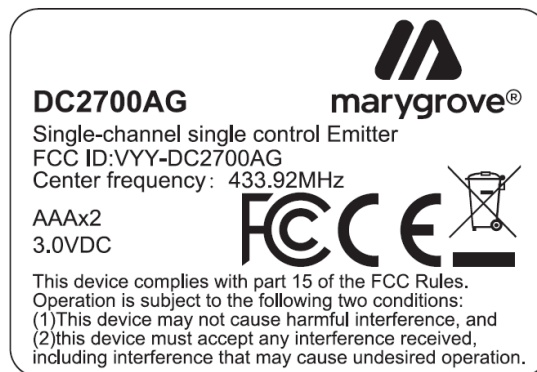 marygrove®
DC2700AG
Single-channel single control Emitter
FCC ID:VYY-DC2700AG
Center frequency: 433.92MHz
AAAx2
3.0VDC
FC CE
This device complies with part 15 of the FCC Rules.
Operation is subject to the following two conditions:
(1)This device may not cause harmful interference, and
(2)this device must accept any interference received,
including interference that may cause undesired operation.